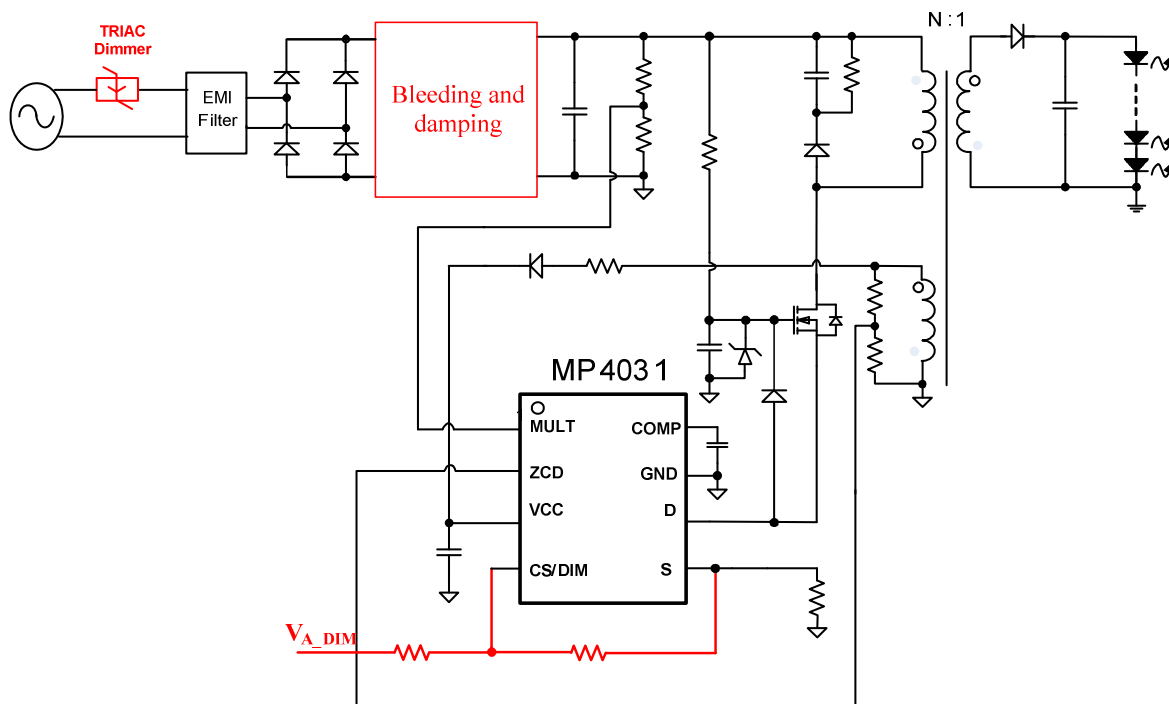 N:1
TRIAC
Dimmer
EMI
Filter
Bleeding and
damping
MP4031
MULT
COMP
ZCD
GND
VCC
D
CS/DIM
S
VA_DIM